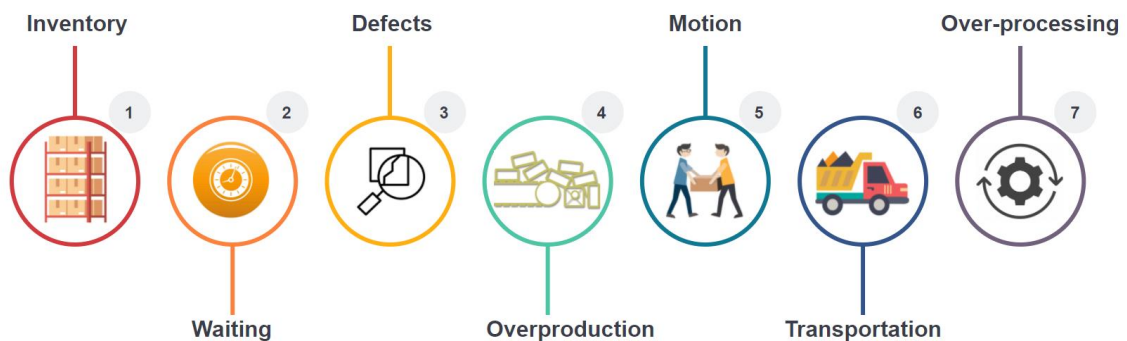 Inventory
Defects
Motion
Over-processing
1
2
3
4
5
6
7
Waiting
Overproduction
Transportation